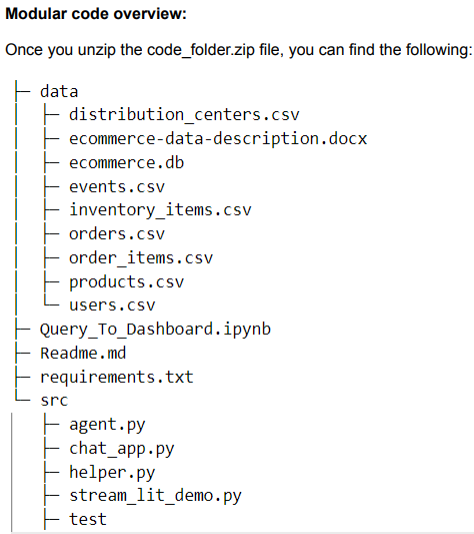 Modular code overview:
Once you unzip the code_folder.zip file, you can find the following:
├─ data
│ ├─ distribution_centers.csv
│ ├─ ecommerce-data-description.docx
│ ├─ ecommerce.db
│ ├─ events.csv
│ ├─ inventory_items.csv
│ ├─ orders.csv
│ ├─ order_items.csv
│ ├─ products.csv
│ └─ users.csv
├─ Query_To_Dashboard.ipynb
├─ Readme.md
├─ requirements.txt
└─ src
├─ agent.py
├─ chat_app.py
├─ helper.py
├─ stream_lit_demo.py
├─ test